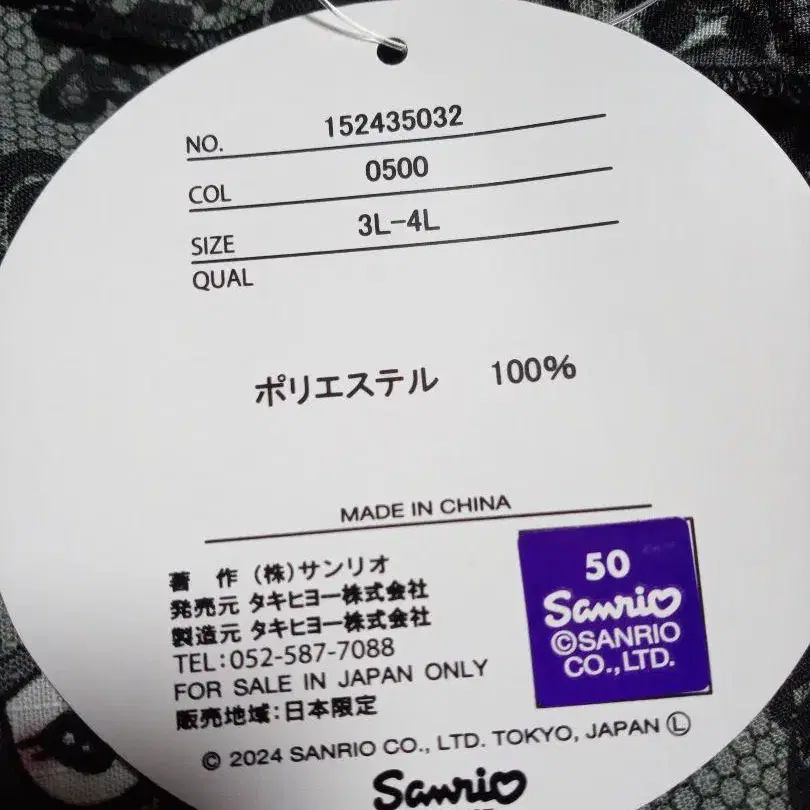 NO. 152435032
COL 0500
SIZE 3L-4L
QUAL
ポリエステル 100%
MADE IN CHINA
著 作 (株)サンリオ
発売元 タキヒヨー株式会社
製造元 タキヒヨー株式会社
TEL:052-587-7088
FOR SALE IN JAPAN ONLY
販売地域:日本限定
50
Sanrio
©SANRIO
CO.,LTD.
© 2024 SANRIO CO., LTD. TOKYO, JAPAN Ⓛ
Sanrio